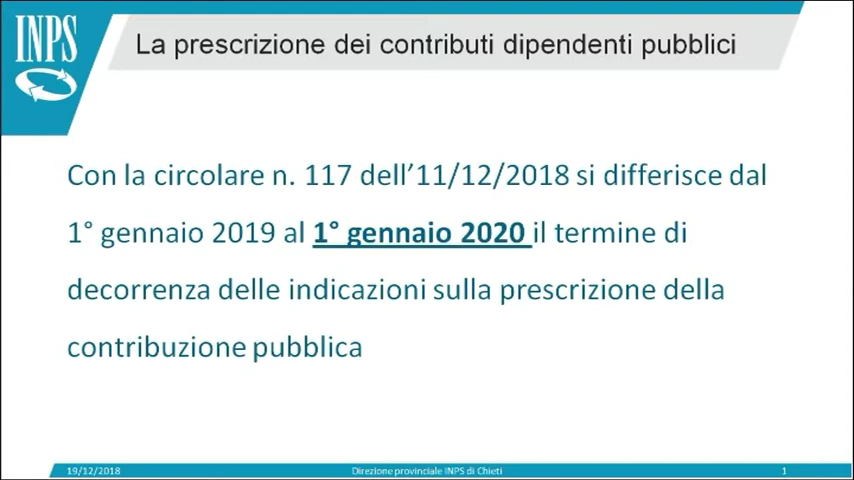 INPS
La prescrizione dei contributi dipendenti pubblici
Con la circolare n. 117 dell’11/12/2018 si differisce dal
1° gennaio 2019 al 1° gennaio 2020 il termine di
decorrenza delle indicazioni sulla prescrizione della
contribuzione pubblica
19/12/2018
Direzione provinciale INPS di Chieti
1